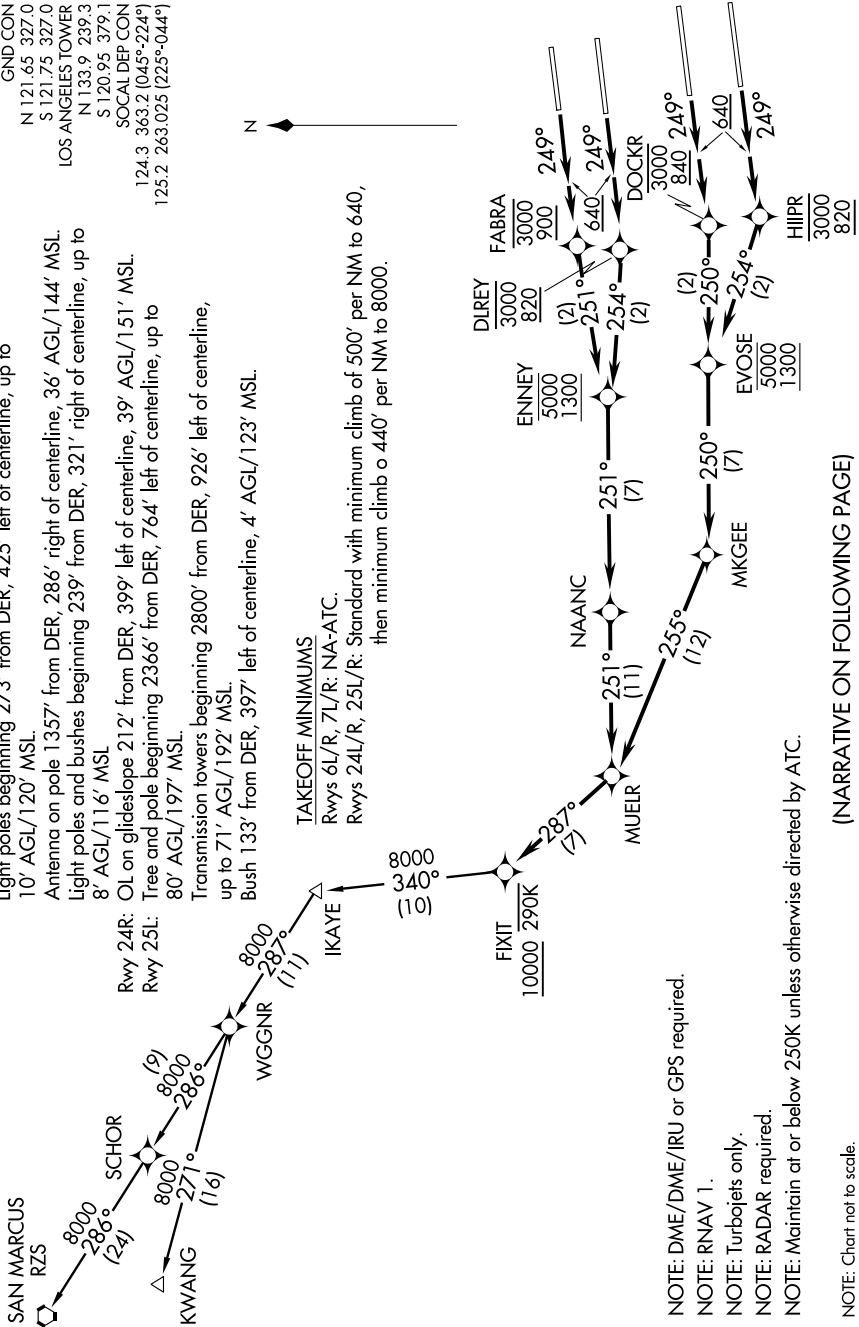 GND CON
N 121.65 327.0
S 121.75 327.0
LOS ANGELES TOWER
N 133.9 239.3
S 120.95 379.1
SOCAL DEP CON
124.3 363.2 (045°-224°)
125.2 263.025 (225°-044°)
N
Light poles beginning 273' from DER, 425' left of centerline, up to
10' AGL/120' MSL.
Antenna on pole 1357' from DER, 286' right of centerline, 36' AGL/144' MSL.
Light poles and bushes beginning 239' from DER, 321' right of centerline, up to
8' AGL/116' MSL
Rwy 24R: OL on glideslope 212' from DER, 399' left of centerline, 39' AGL/151' MSL.
Rwy 25L: Tree and pole beginning 2366' from DER, 764' left of centerline, up to
80' AGL/197' MSL.
Transmission towers beginning 2800' from DER, 926' left of centerline,
up to 71' AGL/192' MSL.
Bush 133' from DER, 397' left of centerline, 4' AGL/123' MSL.
TAKEOFF MINIMUMS
Rwys 6L/R, 7L/R: NA-ATC.
Rwys 24L/R, 25L/R: Standard with minimum climb of 500' per NM to 640,
then minimum climb o 440' per NM to 8000.
SAN MARCUS
RZS
8000
286°
(24)
SCHOR
(9)
8000
286°
KWANG
8000
271°
(16)
WGGNR
8000
287°
(11)
IKAYE
8000
340°
(10)
FIXIT
10000 290K
287°
(7)
MUELR
251°
(11)
NAANC
251°
(7)
ENNEY
5000
1300
(2)
251°
254°
(2)
FABRA
3000
900
DLREY
3000
820
249°
249°
640
255°
(12)
MKGEE
250°
(7)
EVOSE
5000
1300
(2)
250°
254°
(2)
DOCKR
3000
840
HIIPR
3000
820
249°
249°
640
NOTE: DME/DME/IRU or GPS required.
NOTE: RNAV 1.
NOTE: Turbojets only.
NOTE: RADAR required.
NOTE: Maintain at or below 250K unless otherwise directed by ATC.
(NARRATIVE ON FOLLOWING PAGE)
NOTE: Chart not to scale.